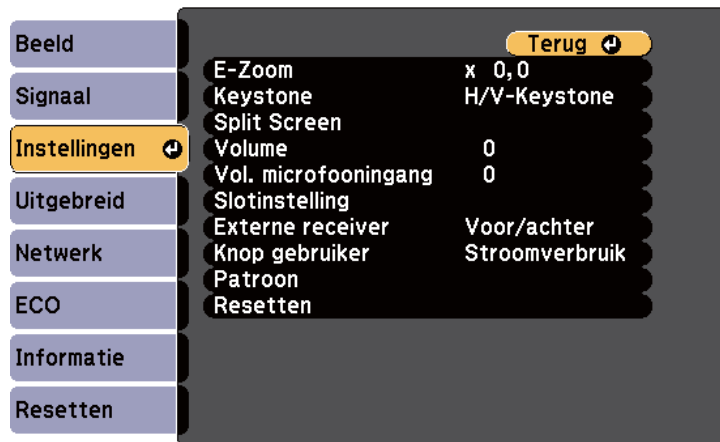 Beeld
Signaal
Instellingen
Uitgebreid
Netwerk
ECO
Informatie
Resetten
Terug
E-Zoom x 0,0
Keystone H/V-Keystone
Split Screen
Volume 0
Vol. microfooningang 0
Slotinstelling
Externe receiver Voor/achter
Knop gebruiker Stroomverbruik
Patroon
Resetten